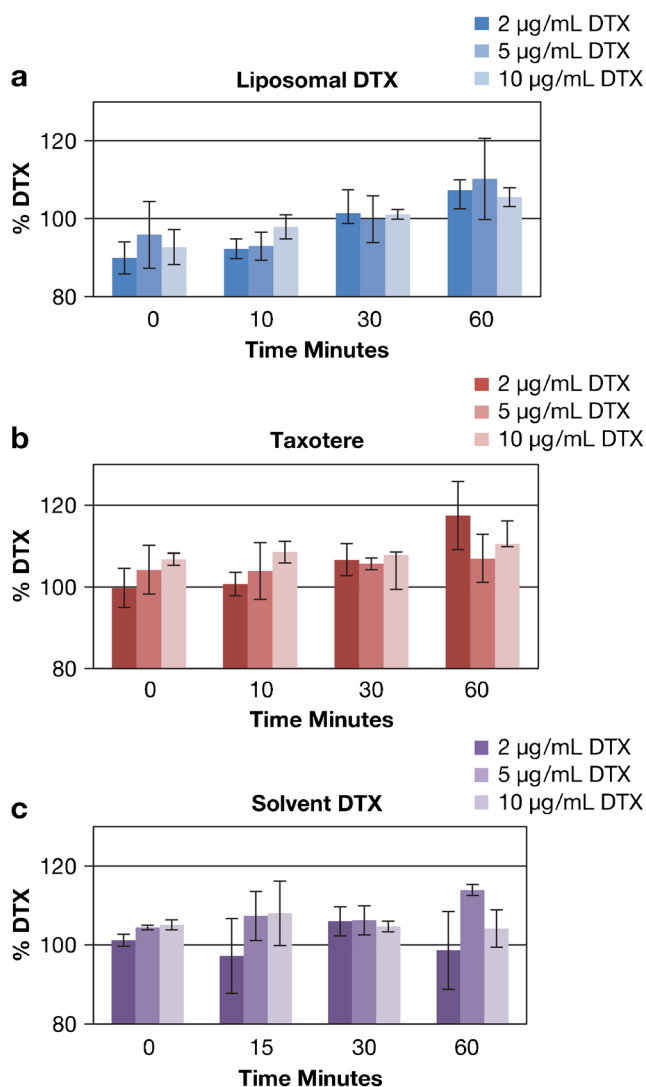 2 µg/mL DTX
5 µg/mL DTX
10 µg/mL DTX
a
Liposomal DTX
% DTX
120
100
80
0 10 30 60
Time Minutes
2 µg/mL DTX
5 µg/mL DTX
10 µg/mL DTX
b
Taxotere
% DTX
120
100
80
0 10 30 60
Time Minutes
2 µg/mL DTX
5 µg/mL DTX
10 µg/mL DTX
c
Solvent DTX
% DTX
120
100
80
0 15 30 60
Time Minutes